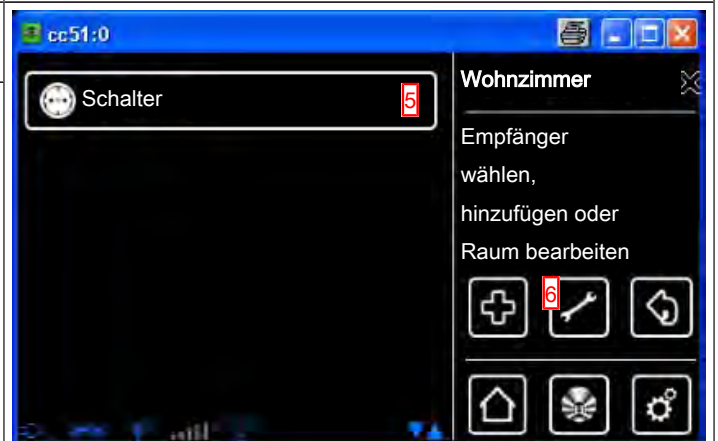 cc51:0
Schalter 5
Wohnzimmer
Empfänger
wählen,
hinzufügen oder
Raum bearbeiten
6